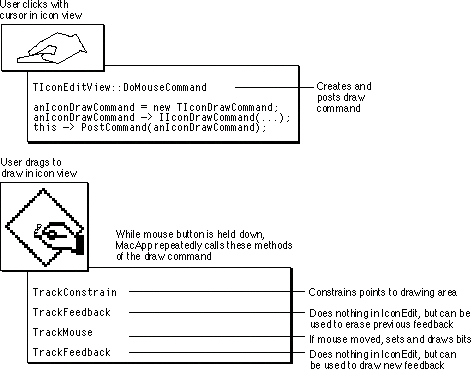 User clicks with
cursor in icon view
TIconEditView::DoMouseCommand
Creates and
posts draw
command
anIconDrawCommand = new TIconDrawCommand;
anIconDrawCommand -> IIconDrawCommand(...);
this -> PostCommand(anIconDrawCommand);
User drags to
draw in icon view
While mouse button is held down,
MacApp repeatedly calls these methods
of the draw command
TrackConstrain
Constrains points to drawing area
TrackFeedback
Does nothing in IconEdit, but can be
used to erase previous feedback
TrackMouse
If mouse moved, sets and draws bits
TrackFeedback
Does nothing in IconEdit, but can be
used to draw new feedback